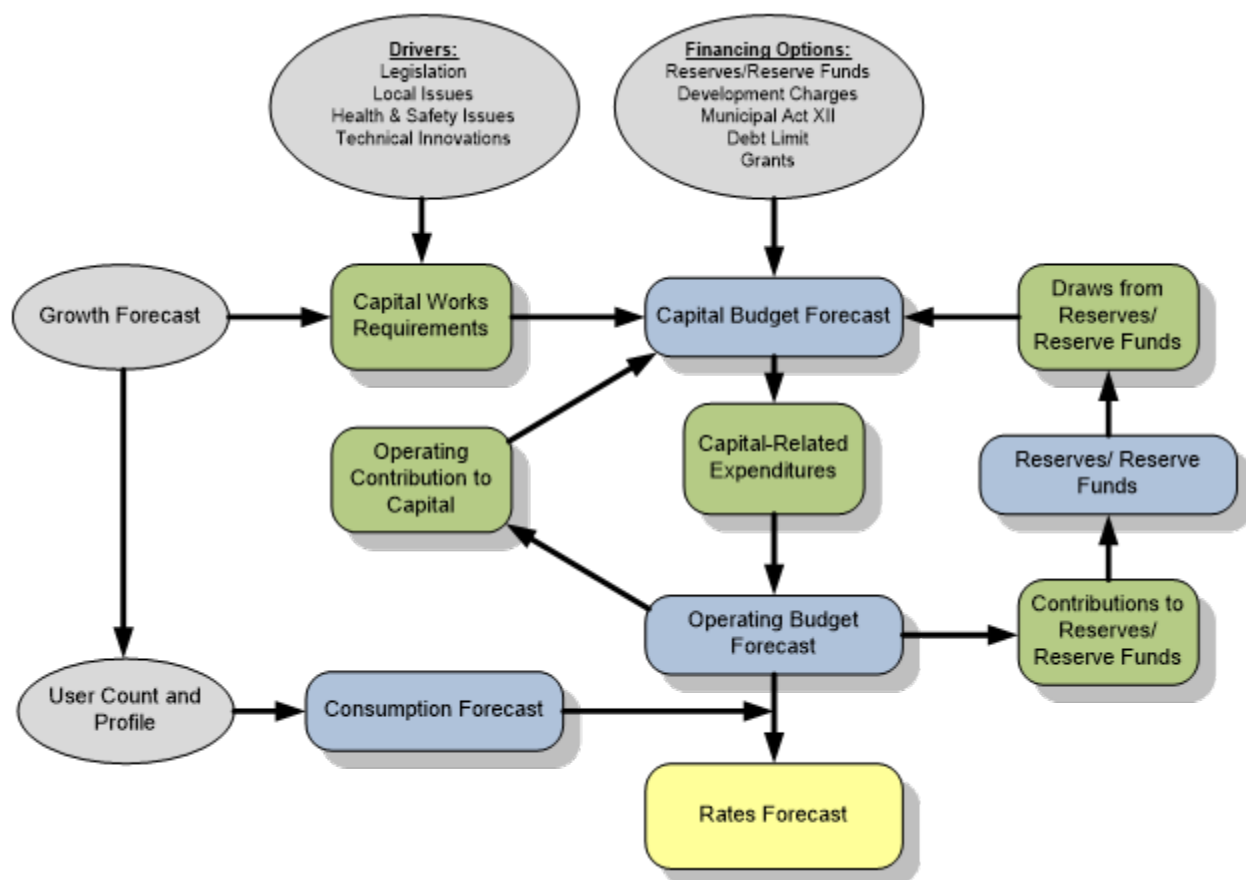 Drivers:
Legislation
Local Issues
Health & Safety Issues
Technical Innovations
Financing Options:
Reserves/Reserve Funds
Development Charges
Municipal Act XII
Debt Limit
Grants
Growth Forecast
Capital Works
Requirements
Capital Budget Forecast
Draws from
Reserves/
Reserve Funds
Operating
Contribution to
Capital
Capital-Related
Expenditures
Reserves/ Reserve
Funds
Operating Budget
Forecast
Contributions to
Reserves/
Reserve Funds
User Count and
Profile
Consumption Forecast
Rates Forecast